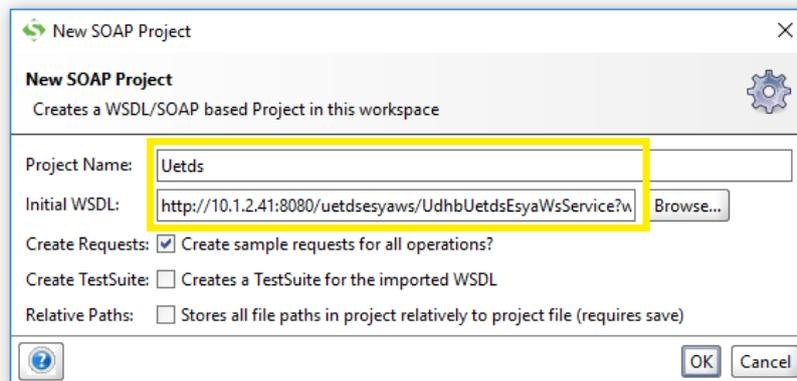 New SOAP Project
New SOAP Project
Creates a WSDL/SOAP based Project in this workspace
Project Name: Uetds
Initial WSDL: http://10.1.2.41:8080/uetdsesyaws/UdhbUetdsEsyaWsService?w Browse...
Create Requests: Create sample requests for all operations?
Create TestSuite: Creates a TestSuite for the imported WSDL
Relative Paths: Stores all file paths in project relatively to project file (requires save)
? OK Cancel